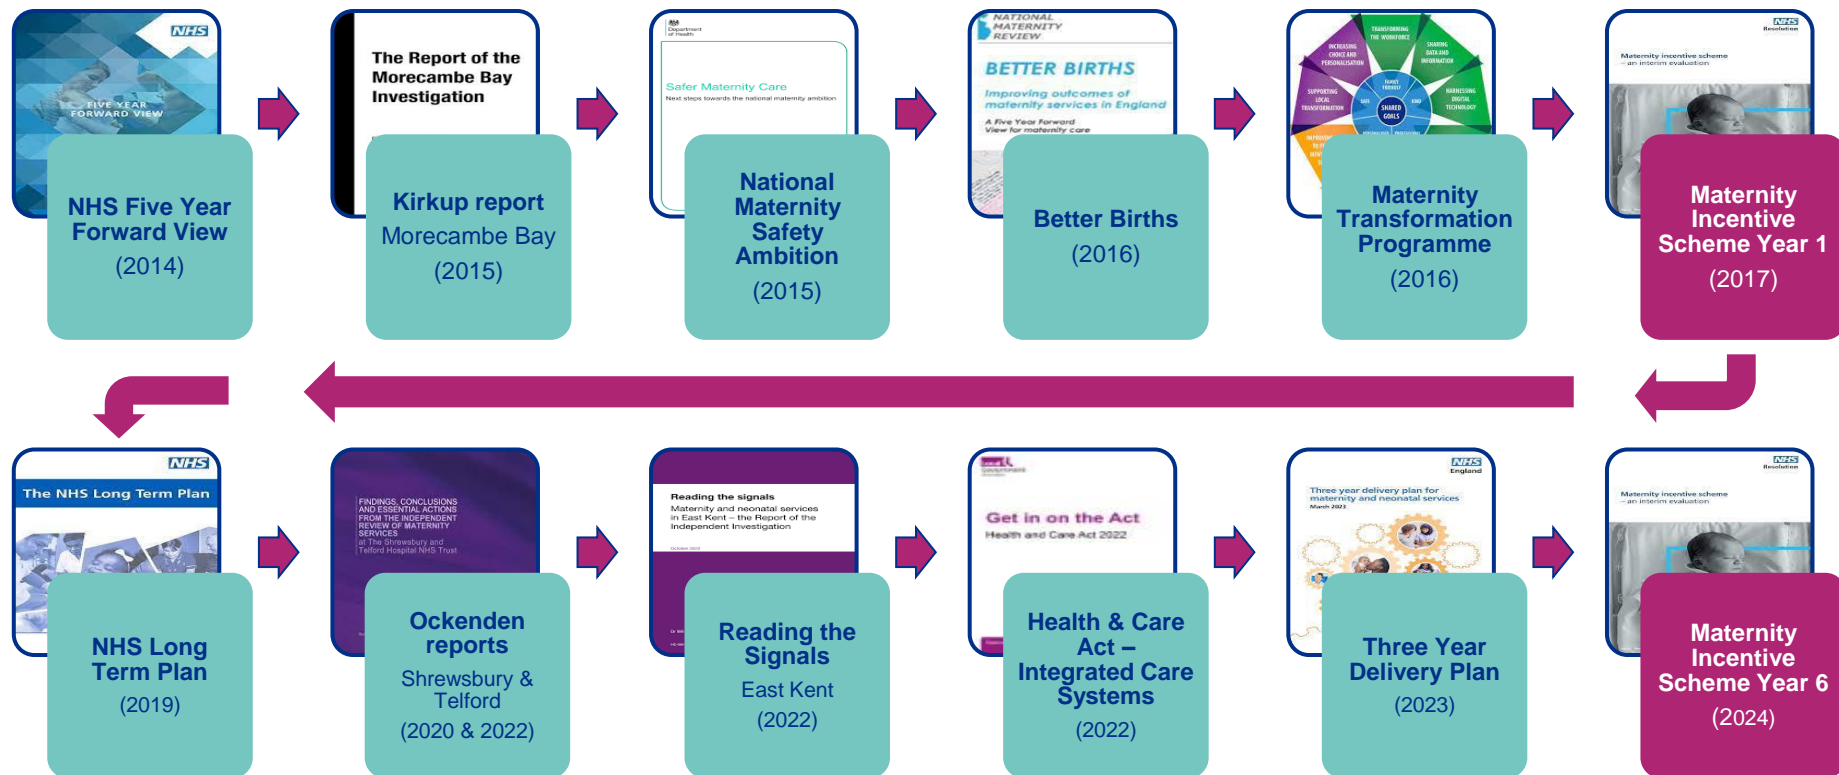 NHS
FIVE YEAR
FORWARD VIEW
NHS Five Year
Forward View
(2014)
The Report of the
Morecambe Bay
Investigation
Kirkup report
Morecambe Bay
(2015)
Department
of Health
Safer Maternity Care
Next steps towards the national maternity ambition
National
Maternity
Safety
Ambition
(2015)
NATIONAL
MATERNITY
REVIEW
BETTER BIRTHS
Improving outcomes of
maternity services in England
A Five Year Forward
View for maternity care
Better Births
(2016)
TRANSFORMING
THE WORKFORCE
INCREASING
CHOICE AND
PERSONALISATION
SHARING
DATA AND
INFORMATION
SUPPORTING
LOCAL
TRANSFORMATION
HARNESSING
DIGITAL
TECHNOLOGY
FAMILY
FRIENDLY
SAFE
KIND
SHARED
GOALS
Maternity
Transformation
Programme
(2016)
NHS
Resolution
Maternity incentive scheme
– an interim evaluation
Maternity
Incentive
Scheme Year 1
(2017)
NHS
The NHS Long Term Plan
NHS Long
Term Plan
(2019)
FINDINGS, CONCLUSIONS
AND ESSENTIAL ACTIONS
FROM THE INDEPENDENT
REVIEW OF MATERNITY
SERVICES
at The Shrewsbury and
Telford Hospital NHS Trust
Ockenden
reports
Shrewsbury &
Telford
(2020 & 2022)
Reading the signals
Maternity and neonatal services
in East Kent – the Report of the
Independent Investigation
October 2022
Reading the
Signals
East Kent
(2022)
Get in on the Act
Health and Care Act 2022
Health & Care
Act –
Integrated Care
Systems
(2022)
NHS
England
Three year delivery plan for
maternity and neonatal services
March 2023
Three Year
Delivery Plan
(2023)
NHS
Resolution
Maternity incentive scheme
– an interim evaluation
Maternity
Incentive
Scheme Year 6
(2024)